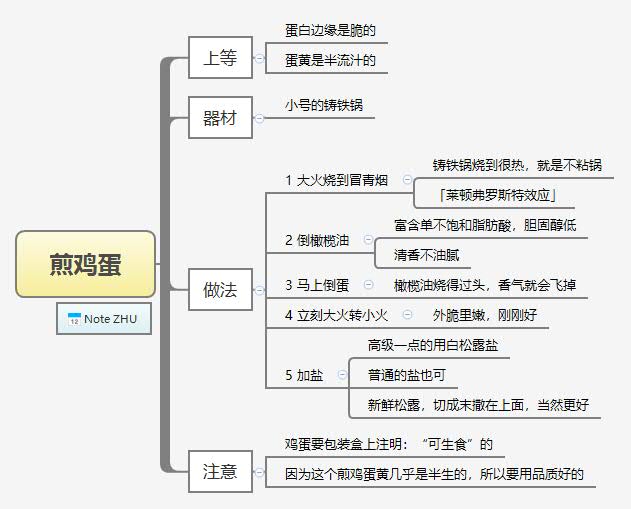 煎鸡蛋
12
Note ZHU
上等
蛋白边缘是脆的
蛋黄是半流汁的
器材
小号的铸铁锅
做法
1 大火烧到冒青烟
铸铁锅烧到很热，就是不粘锅
「莱顿弗罗斯特效应」
2 倒橄榄油
富含单不饱和脂肪酸，胆固醇低
清香不油腻
3 马上倒蛋
橄榄油烧得过头，香气就会飞掉
4 立刻大火转小火
外脆里嫩，刚刚好
5 加盐
高级一点的用白松露盐
普通的盐也可
新鲜松露，切成末撒在上面，当然更好
注意
鸡蛋要包装盒上注明：“可生食”的
因为这个煎鸡蛋黄几乎是半生的，所以要用品质好的